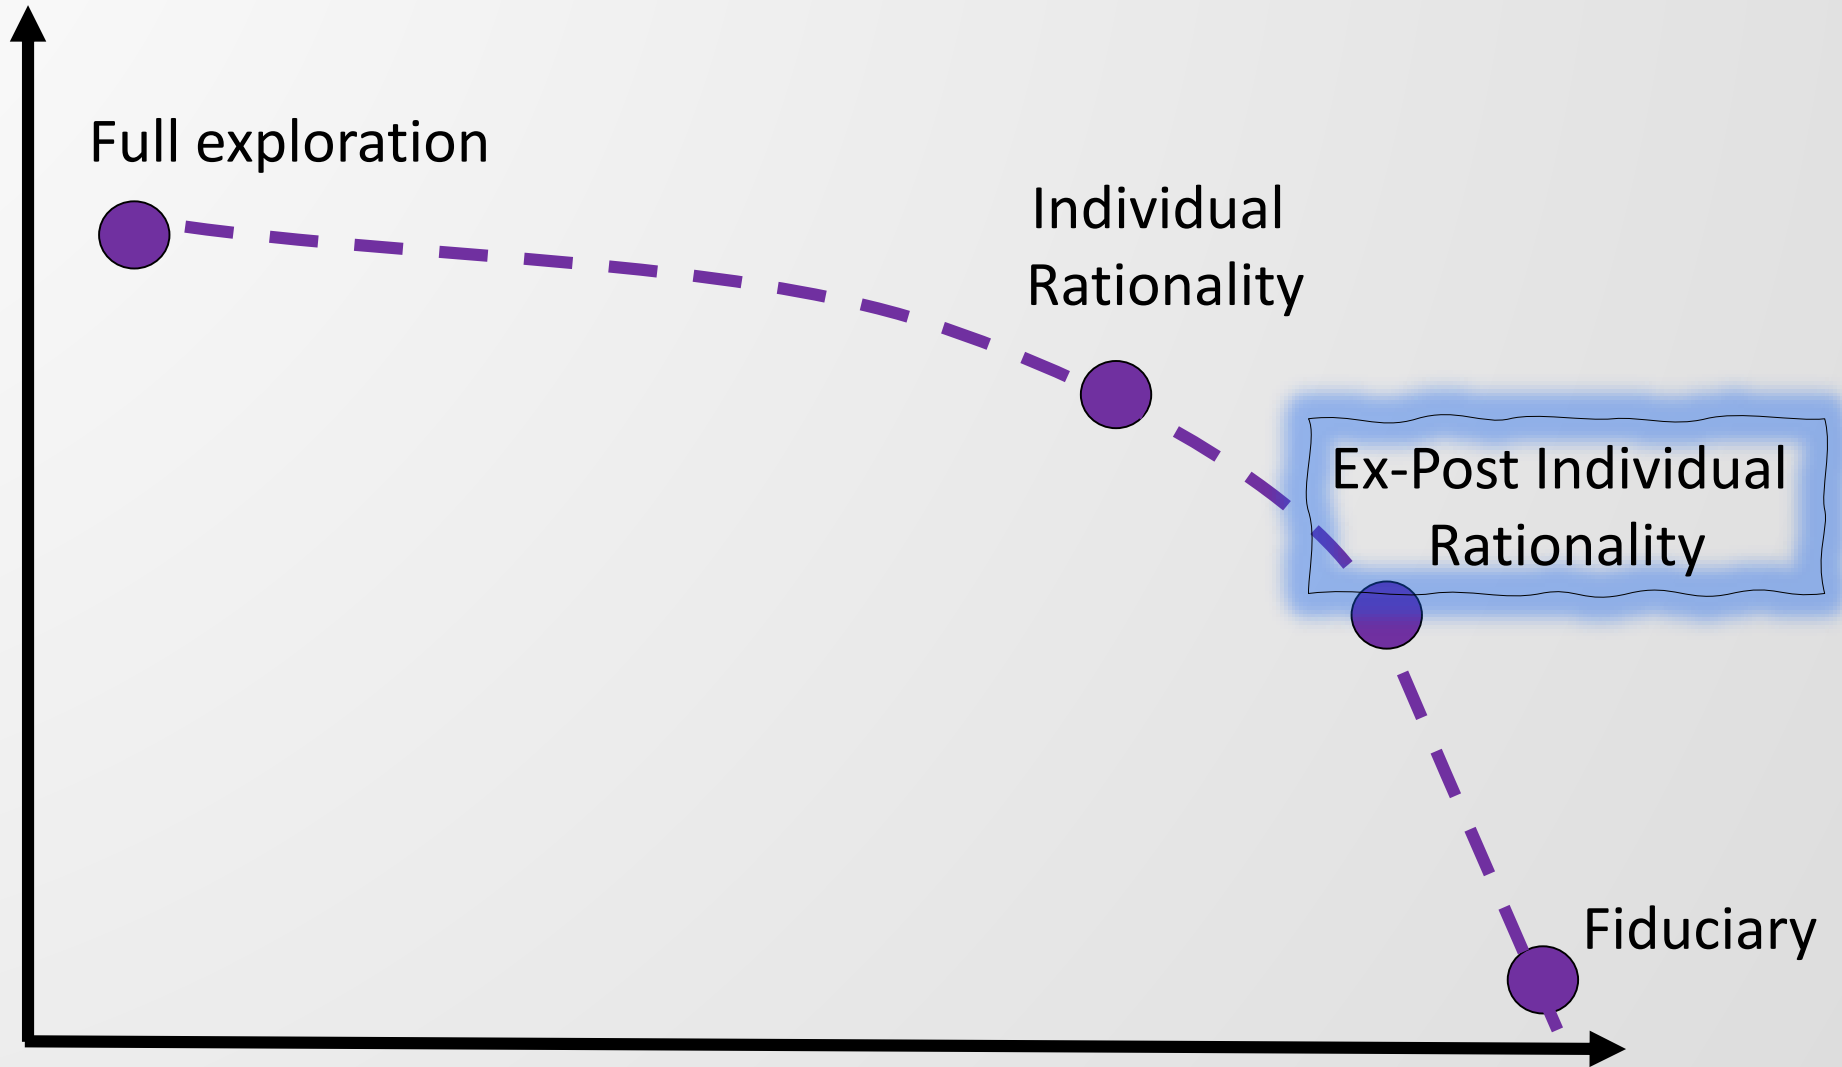 Full exploration
Individual
Rationality
Ex-Post Individual
Rationality
Fiduciary